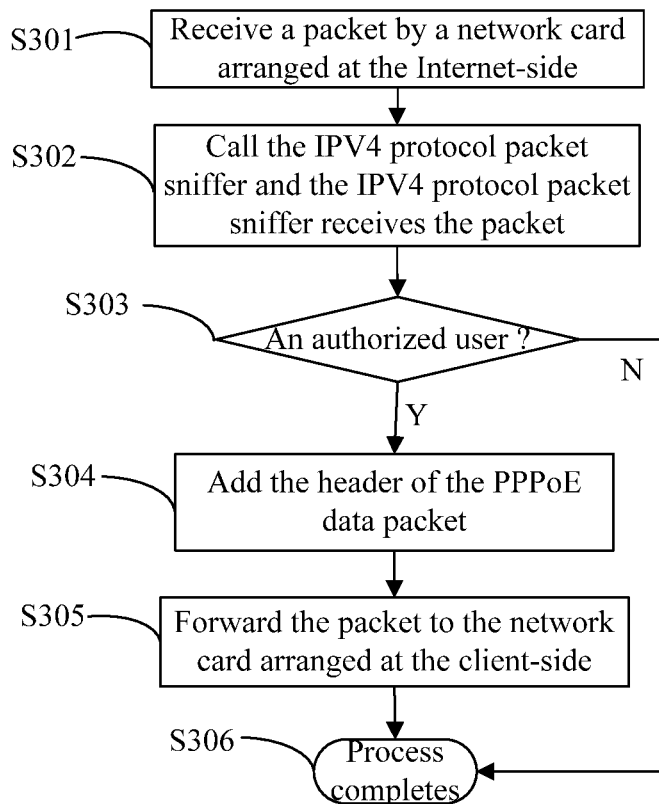 S301
Receive a packet by a network card
arranged at the Internet-side
S302
Call the IPV4 protocol packet
sniffer and the IPV4 protocol packet
sniffer receives the packet
S303
An authorized user ?
N
Y
S304
Add the header of the PPPoE
data packet
S305
Forward the packet to the network
card arranged at the client-side
S306
Process
completes